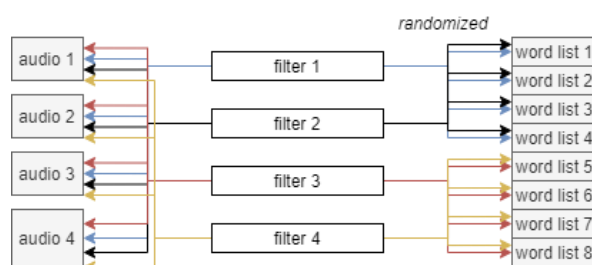 randomized
audio 1
filter 1
word list 1
word list 2
audio 2
filter 2
word list 3
word list 4
audio 3
filter 3
word list 5
word list 6
audio 4
filter 4
word list 7
word list 8